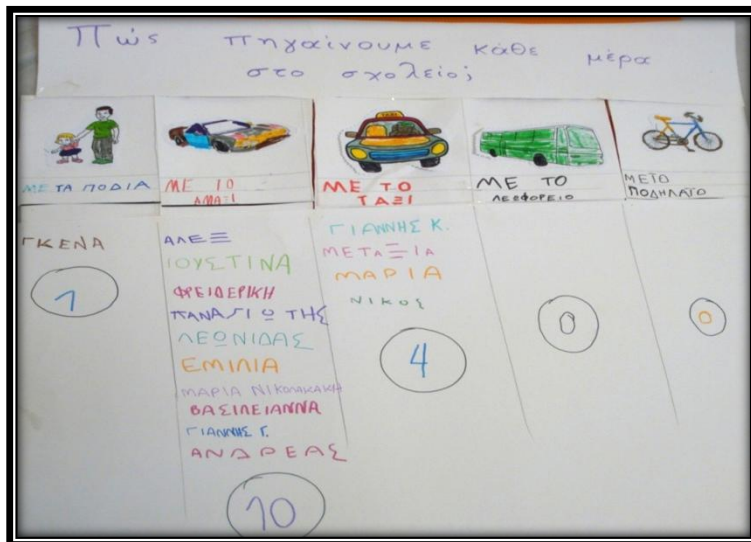 Πώς πηγαίνουμε κάθε μέρα
στο σχολείο;
ΜΕ ΤΑ ΠΟΔΙΑ
ΜΕ ΤΟ
ΑΜΑΞΙ
ΜΕ ΤΟ
ΤΑΞΙ
ΜΕ ΤΟ
ΛΕΩΦΟΡΕΙΟ
ΜΕ ΤΟ
ΠΟΔΗΛΑΤΟ
TAXI
ΓΚΕΝΑ
1
ΑΛΕΞ
ΙΟΥΣΤΙΝΑ
ΦΡΕΙΔΕΡΙΚΗ
ΠΑΝΑΓΙΩΤΗΣ
ΛΕΩΝΙΔΑΣ
ΕΜΙΛΙΑ
ΜΑΡΙΑ ΝΙΚΟΛΑΚΑΚΗ
ΒΑΣΙΛΕΙΑΝΝΑ
ΓΙΑΝΝΗΣ Γ.
ΑΝΔΡΕΑΣ
10
ΓΙΑΝΝΗΣ Κ.
ΜΕΤΑΞΙΑ
ΜΑΡΙΑ
ΝΙΚΟΣ
4
0
0